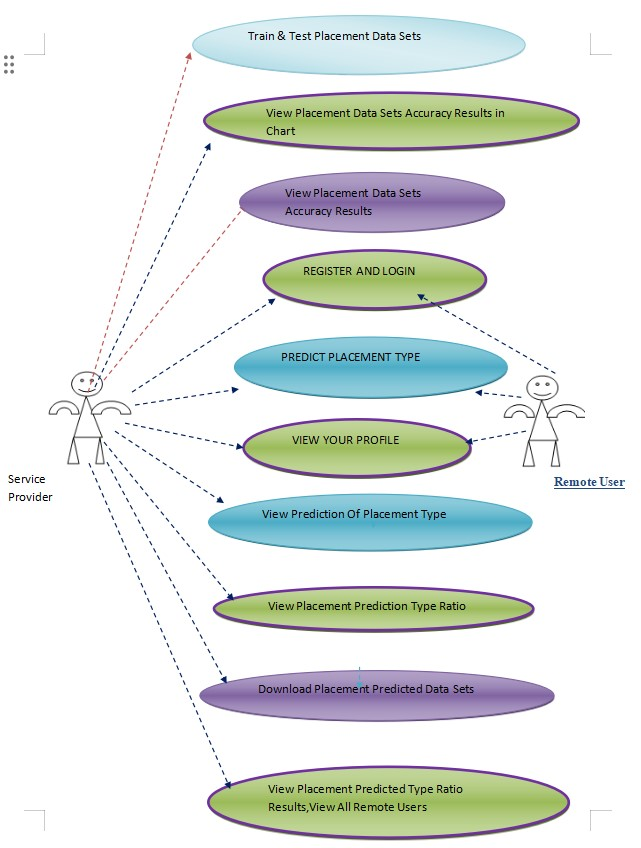 Train & Test Placement Data Sets
View Placement Data Sets Accuracy Results in
Chart
View Placement Data Sets
Accuracy Results
REGISTER AND LOGIN
PREDICT PLACEMENT TYPE
VIEW YOUR PROFILE
Service
Provider
Remote User
View Prediction Of Placement Type
View Placement Prediction Type Ratio
Download Placement Predicted Data Sets
View Placement Predicted Type Ratio
Results,View All Remote Users